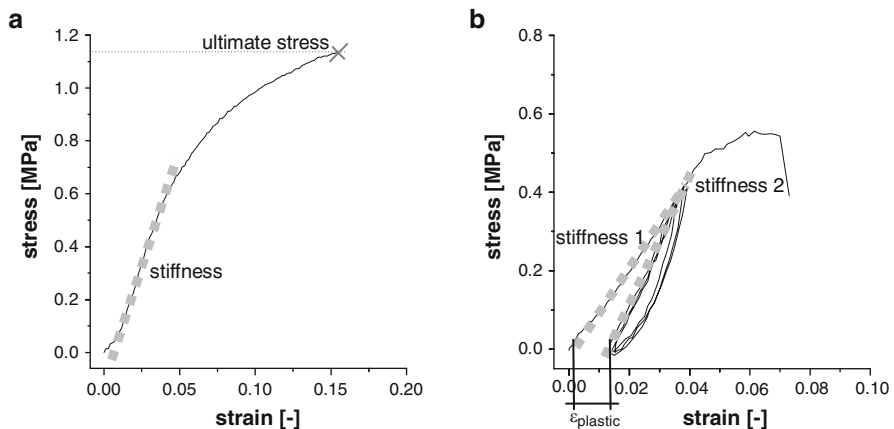 a
ultimate stress
1.2
1.0
0.8
0.6
0.4
0.2
0.0
stress [MPa]
stiffness
0.00 0.05 0.10 0.15 0.20
strain [-]
b
0.8
0.6
0.4
0.2
0.0
stress [MPa]
stiffness 1
stiffness 2
0.00 0.02 0.04 0.06 0.08 0.10
εplastic
strain [-]